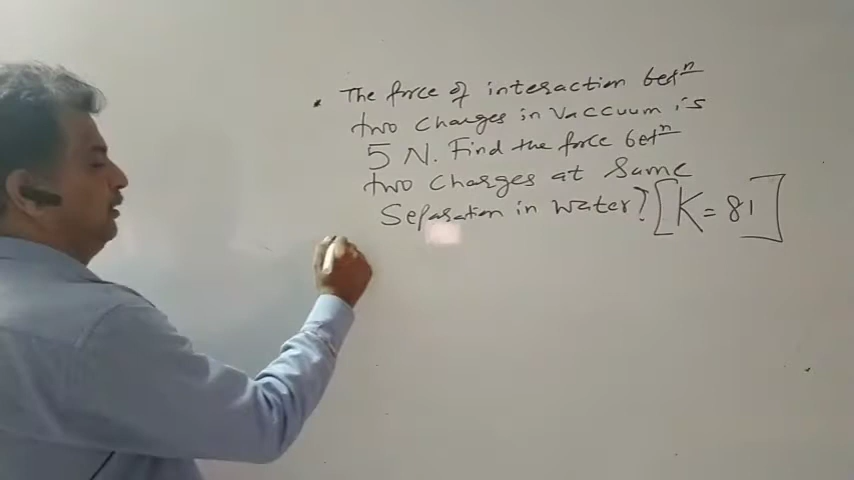 • The force of interaction betⁿ
two charges in vaccuum is
5 N. Find the force betⁿ
two charges at same
separation in water? [K = 81]